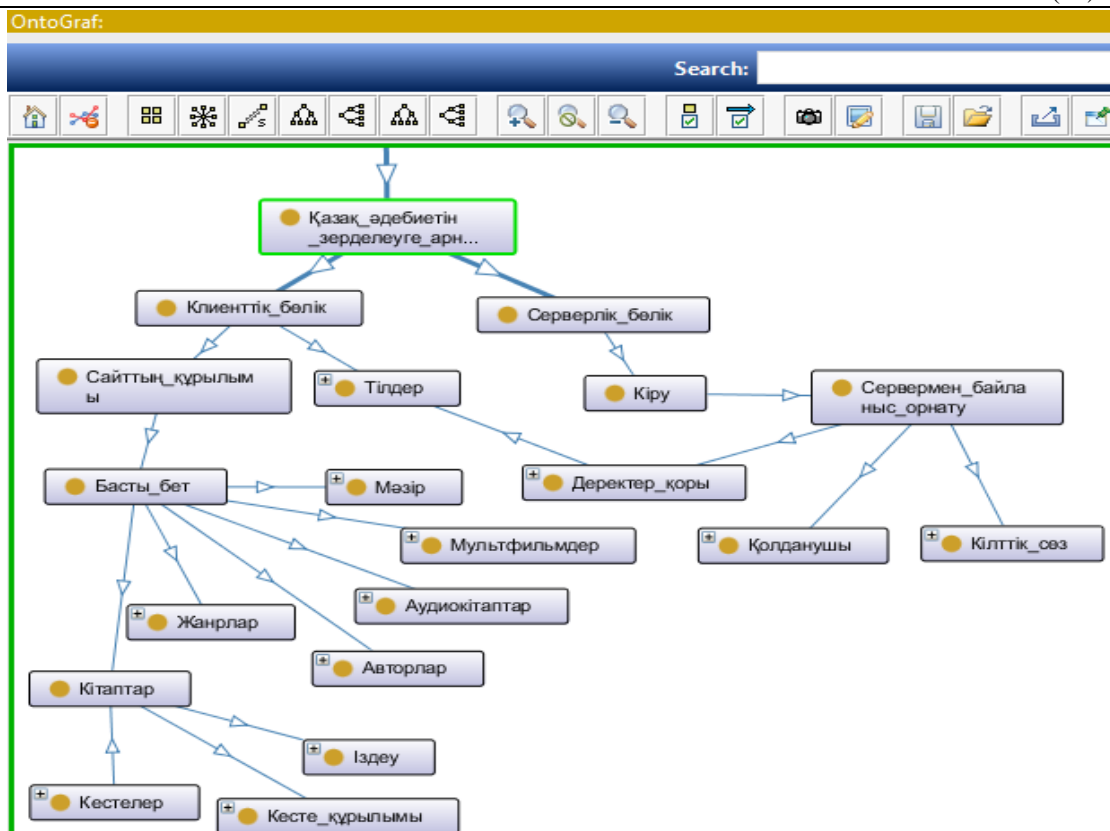 OntoGraf:
Search:
Қазақ_әдебиетін
_зерделеуге_арн...
Клиенттік_бөлік
Серверлік_бөлік
Сайттың_құрылым
ы
Тілдер
Кіру
Сервермен_байла
ныс_орнату
Басты_бет
Мәзір
Деректер_қоры
Мультфильмдер
Қолданушы
Кілттік_сөз
Аудиокітаптар
Жанрлар
Авторлар
Кітаптар
Іздеу
Кестелер
Кесте_құрылымы